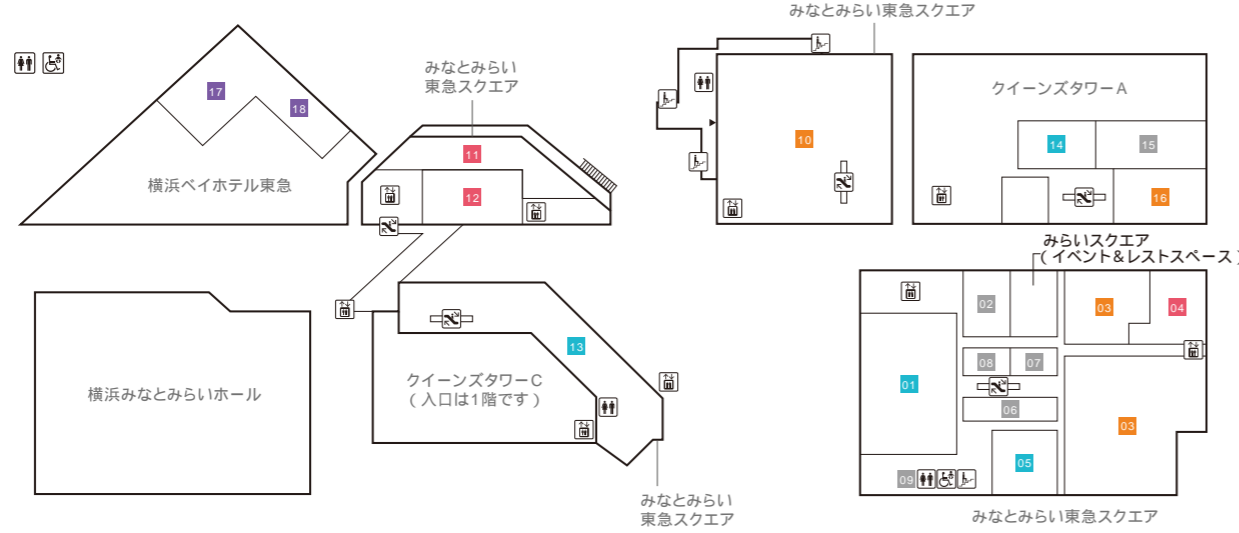 みなとみらい東急スクエア
みなとみらい
東急スクエア
クイーンズタワーA
17
18
11
10
14
15
横浜ベイホテル東急
12
16
みらいスクエア
(イベント&レストスペース)
02
03
04
13
08
07
01
クイーンズタワーC
(入口は1階です)
横浜みなとみらいホール
06
03
05
09
みなとみらい
東急スクエア
みなとみらい東急スクエア